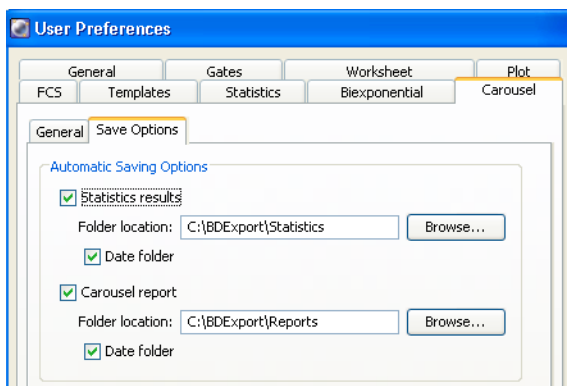 User Preferences
General Gates Worksheet Plot
FCS Templates Statistics Biexponential Carousel
General Save Options
Automatic Saving Options
Statistics results
Folder location: C:\BDExport\Statistics Browse...
Date folder
Carousel report
Folder location: C:\BDExport\Reports Browse...
Date folder